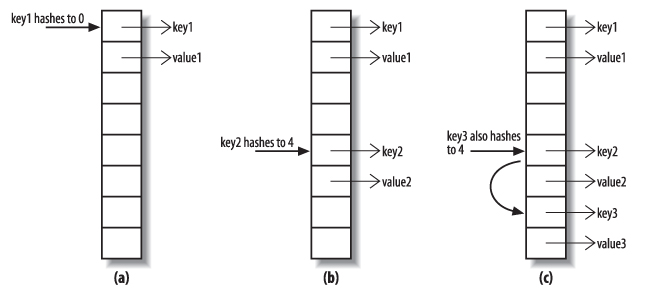 key1 hashes to 0
key1
value1
(a)
key1
value1
key2 hashes to 4
key2
value2
(b)
key1
value1
key3 also hashes
to 4
key2
value2
key3
value3
(c)